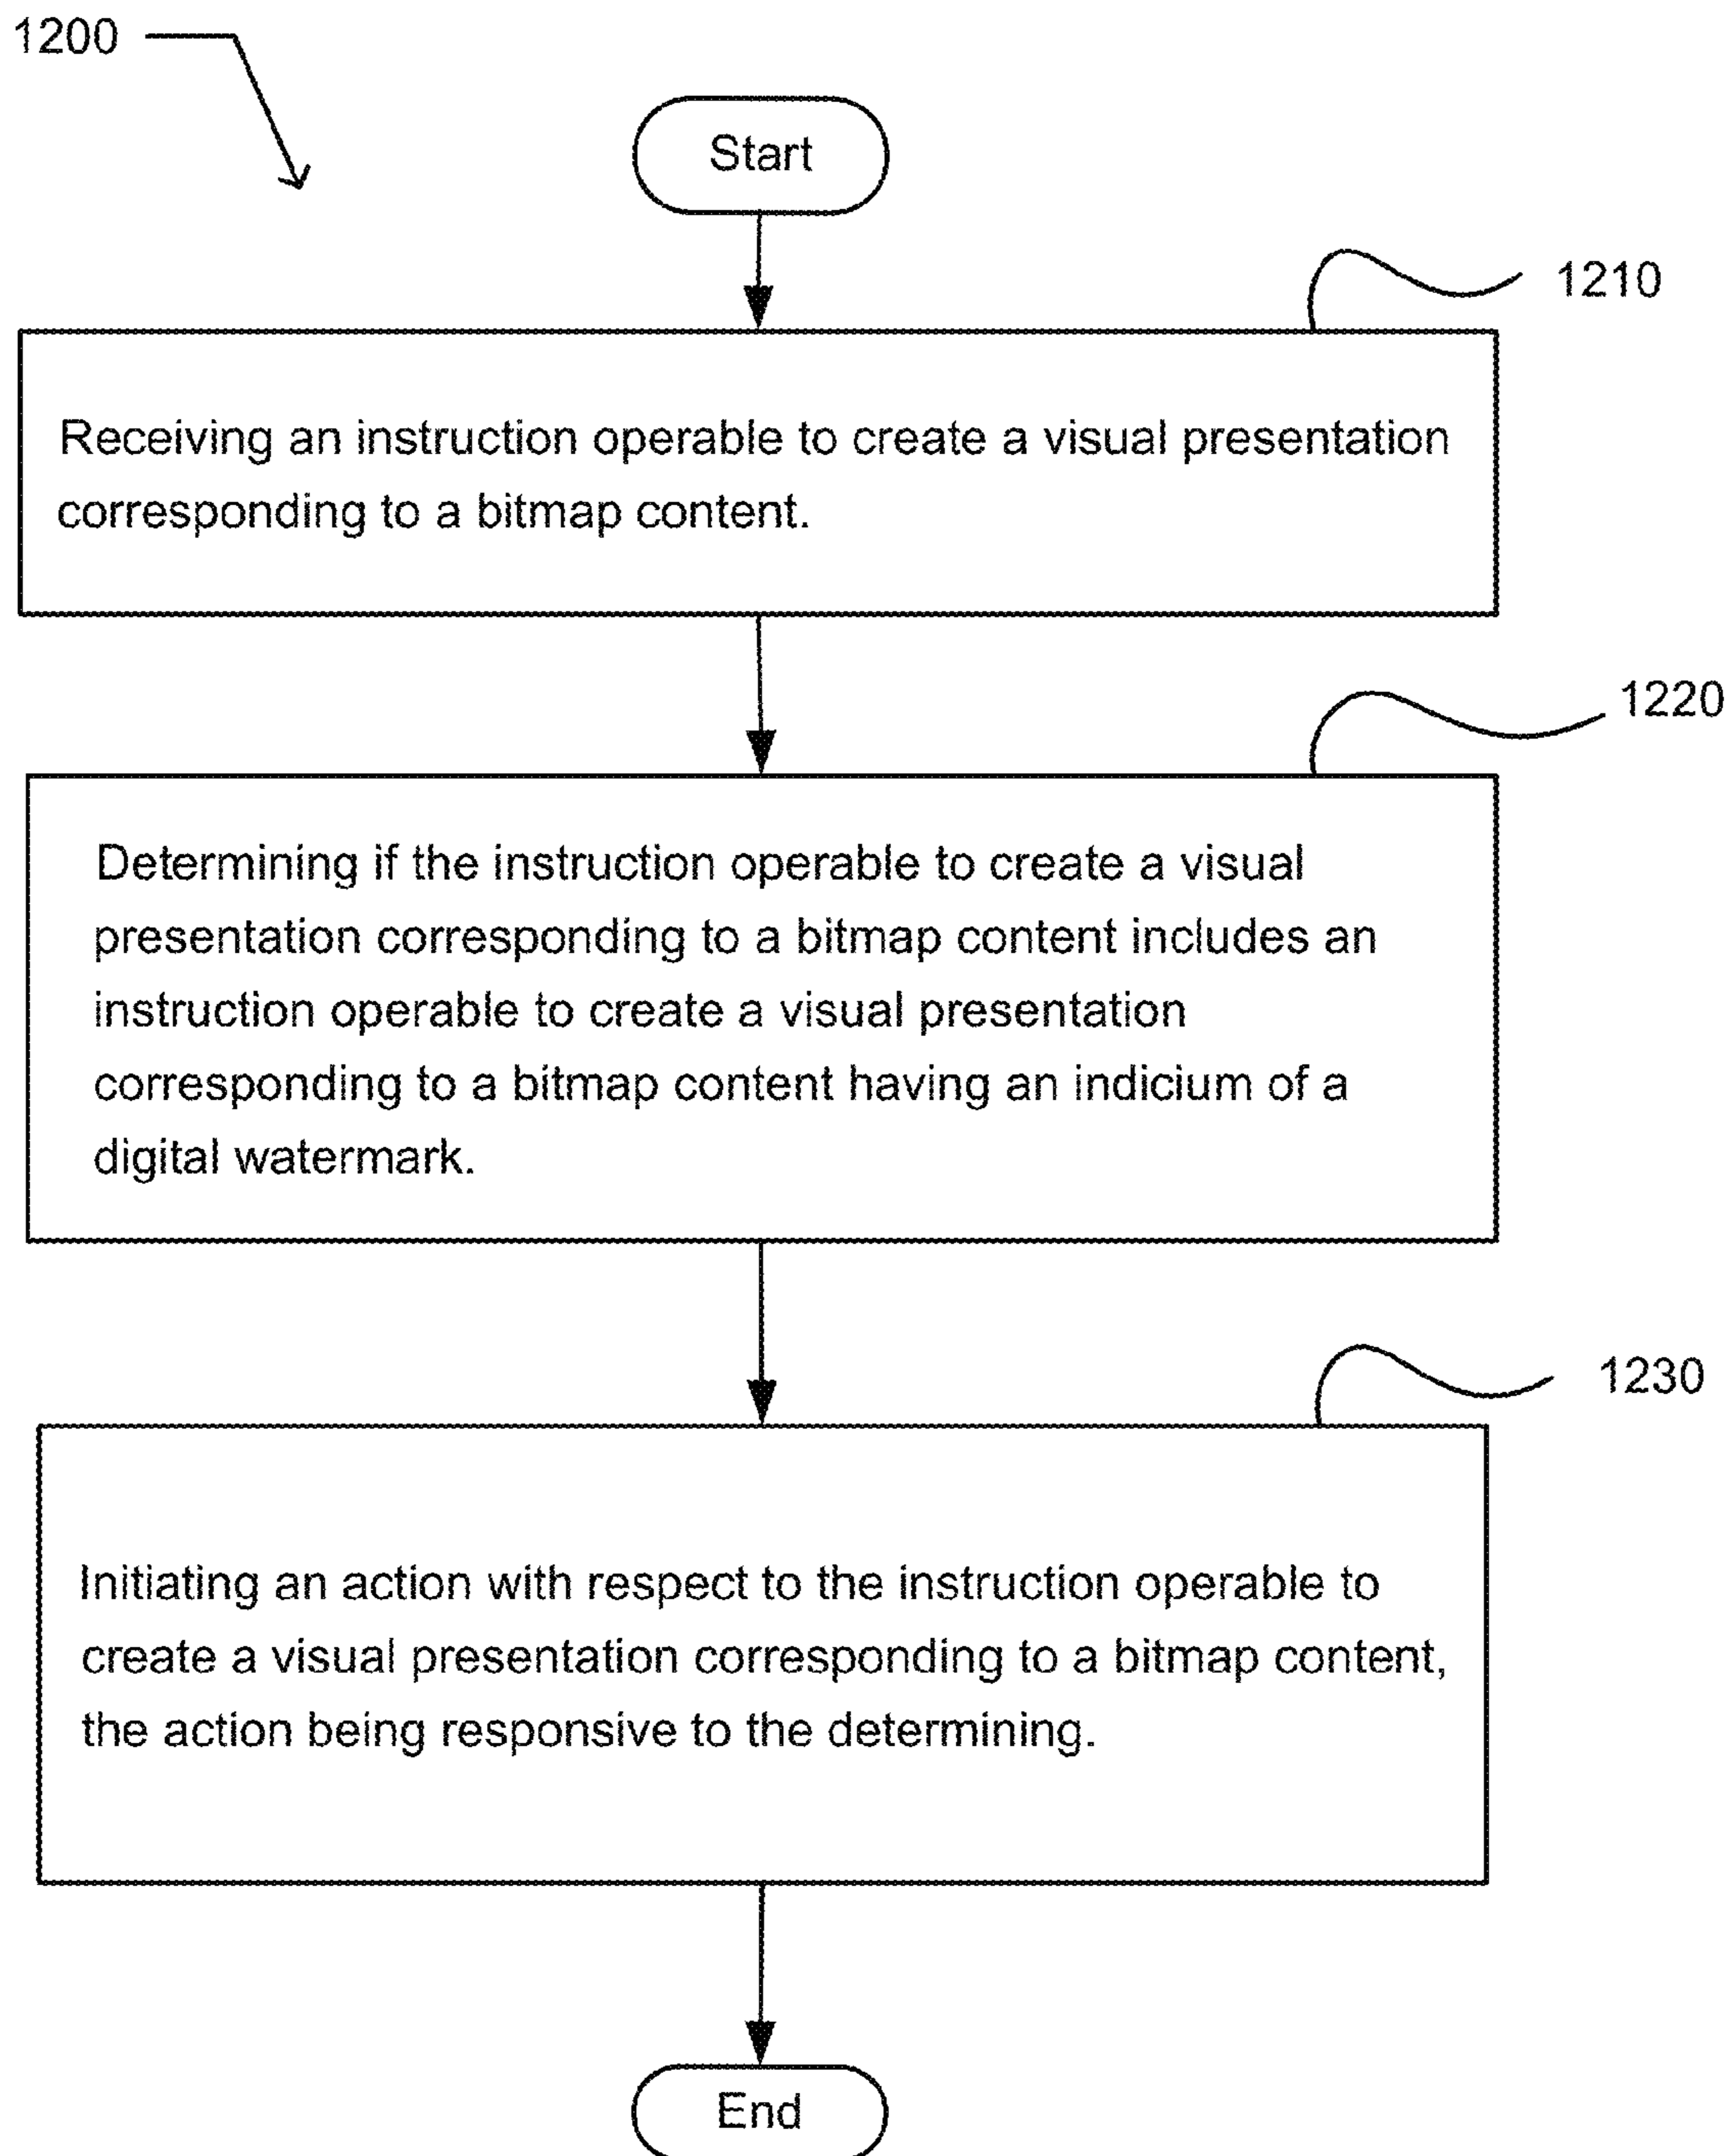 1200
Start
1210
Receiving an instruction operable to create a visual presentation
corresponding to a bitmap content.
1220
Determining if the instruction operable to create a visual
presentation corresponding to a bitmap content includes an
instruction operable to create a visual presentation
corresponding to a bitmap content having an indicium of a
digital watermark.
1230
Initiating an action with respect to the instruction operable to
create a visual presentation corresponding to a bitmap content,
the action being responsive to the determining.
End